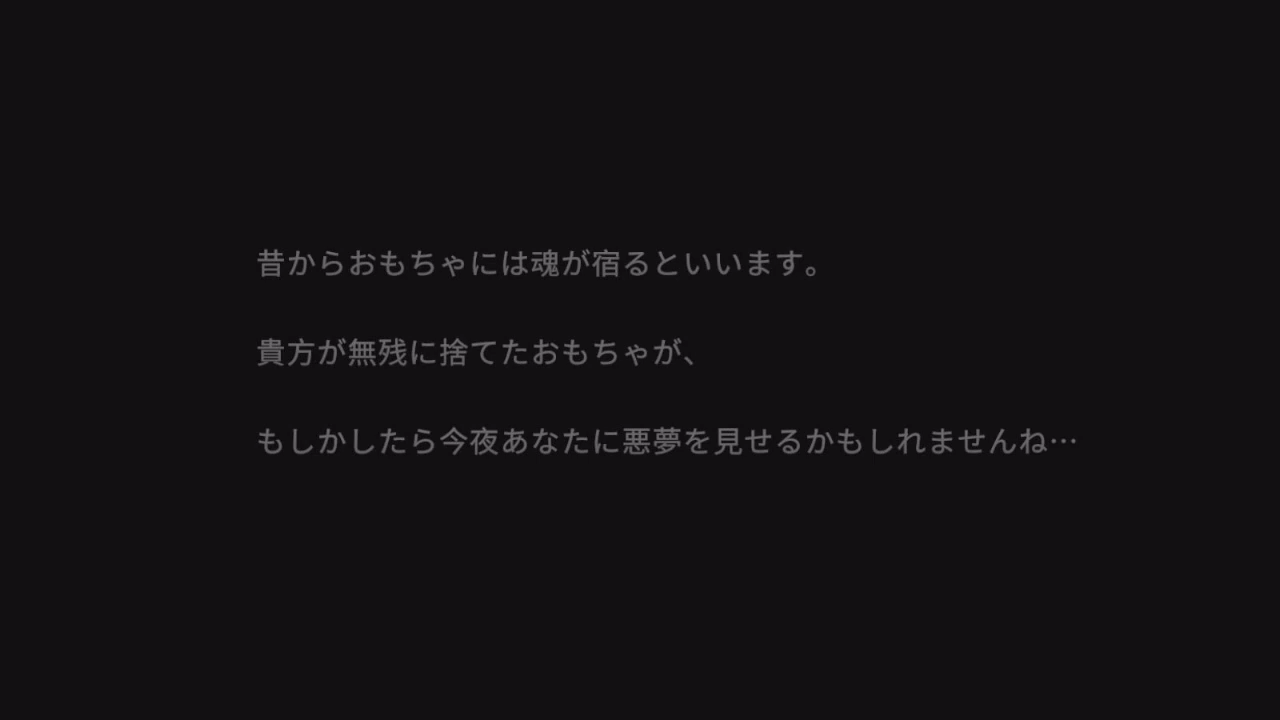 昔からおもちゃには魂が宿るといいます。
貴方が無残に捨てたおもちゃが、
もしかしたら今夜あなたに悪夢を見せるかもしれませんね…